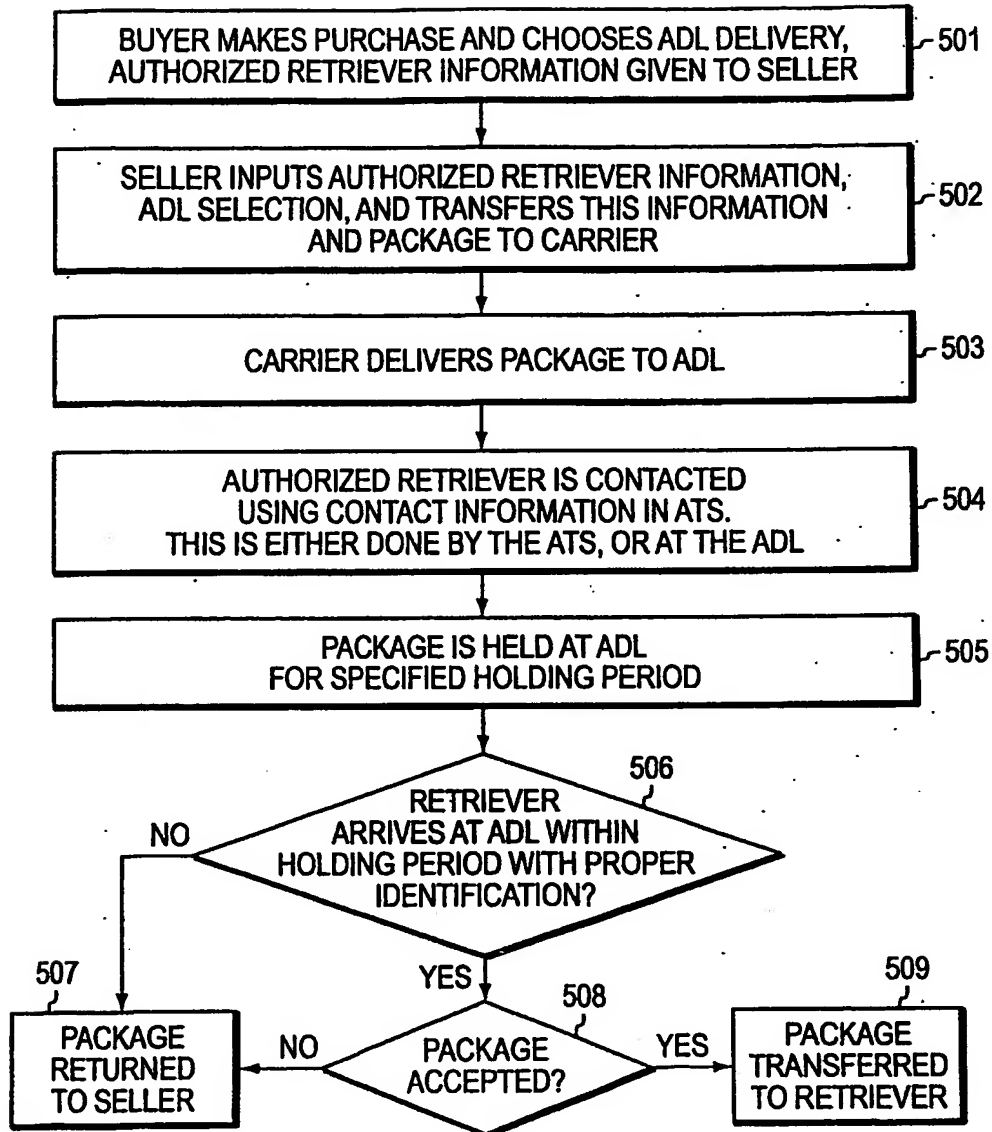 BUYER MAKES PURCHASE AND CHOOSES ADL DELIVERY,
AUTHORIZED RETRIEVER INFORMATION GIVEN TO SELLER
501
SELLER INPUTS AUTHORIZED RETRIEVER INFORMATION,
ADL SELECTION, AND TRANSFERS THIS INFORMATION
AND PACKAGE TO CARRIER
502
CARRIER DELIVERS PACKAGE TO ADL
503
AUTHORIZED RETRIEVER IS CONTACTED
USING CONTACT INFORMATION IN ATS.
THIS IS EITHER DONE BY THE ATS, OR AT THE ADL
504
PACKAGE IS HELD AT ADL
FOR SPECIFIED HOLDING PERIOD
505
506
RETRIEVER
ARRIVES AT ADL WITHIN
HOLDING PERIOD WITH PROPER
IDENTIFICATION?
NO
YES
507
PACKAGE
RETURNED
TO SELLER
NO
508
PACKAGE
ACCEPTED?
YES
509
PACKAGE
TRANSFERRED
TO RETRIEVER